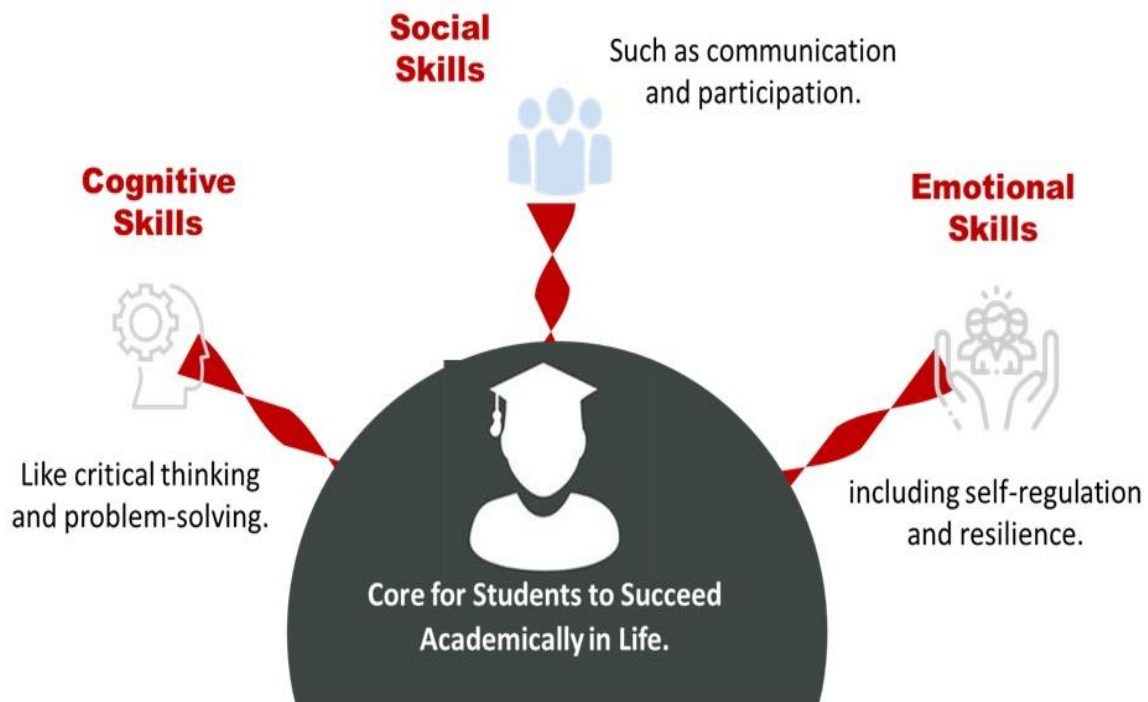 Social
Skills
Such as communication
and participation.
Cognitive
Skills
Emotional
Skills
Like critical thinking
and problem-solving.
including self-regulation
and resilience.
Core for Students to Succeed
Academically in Life.